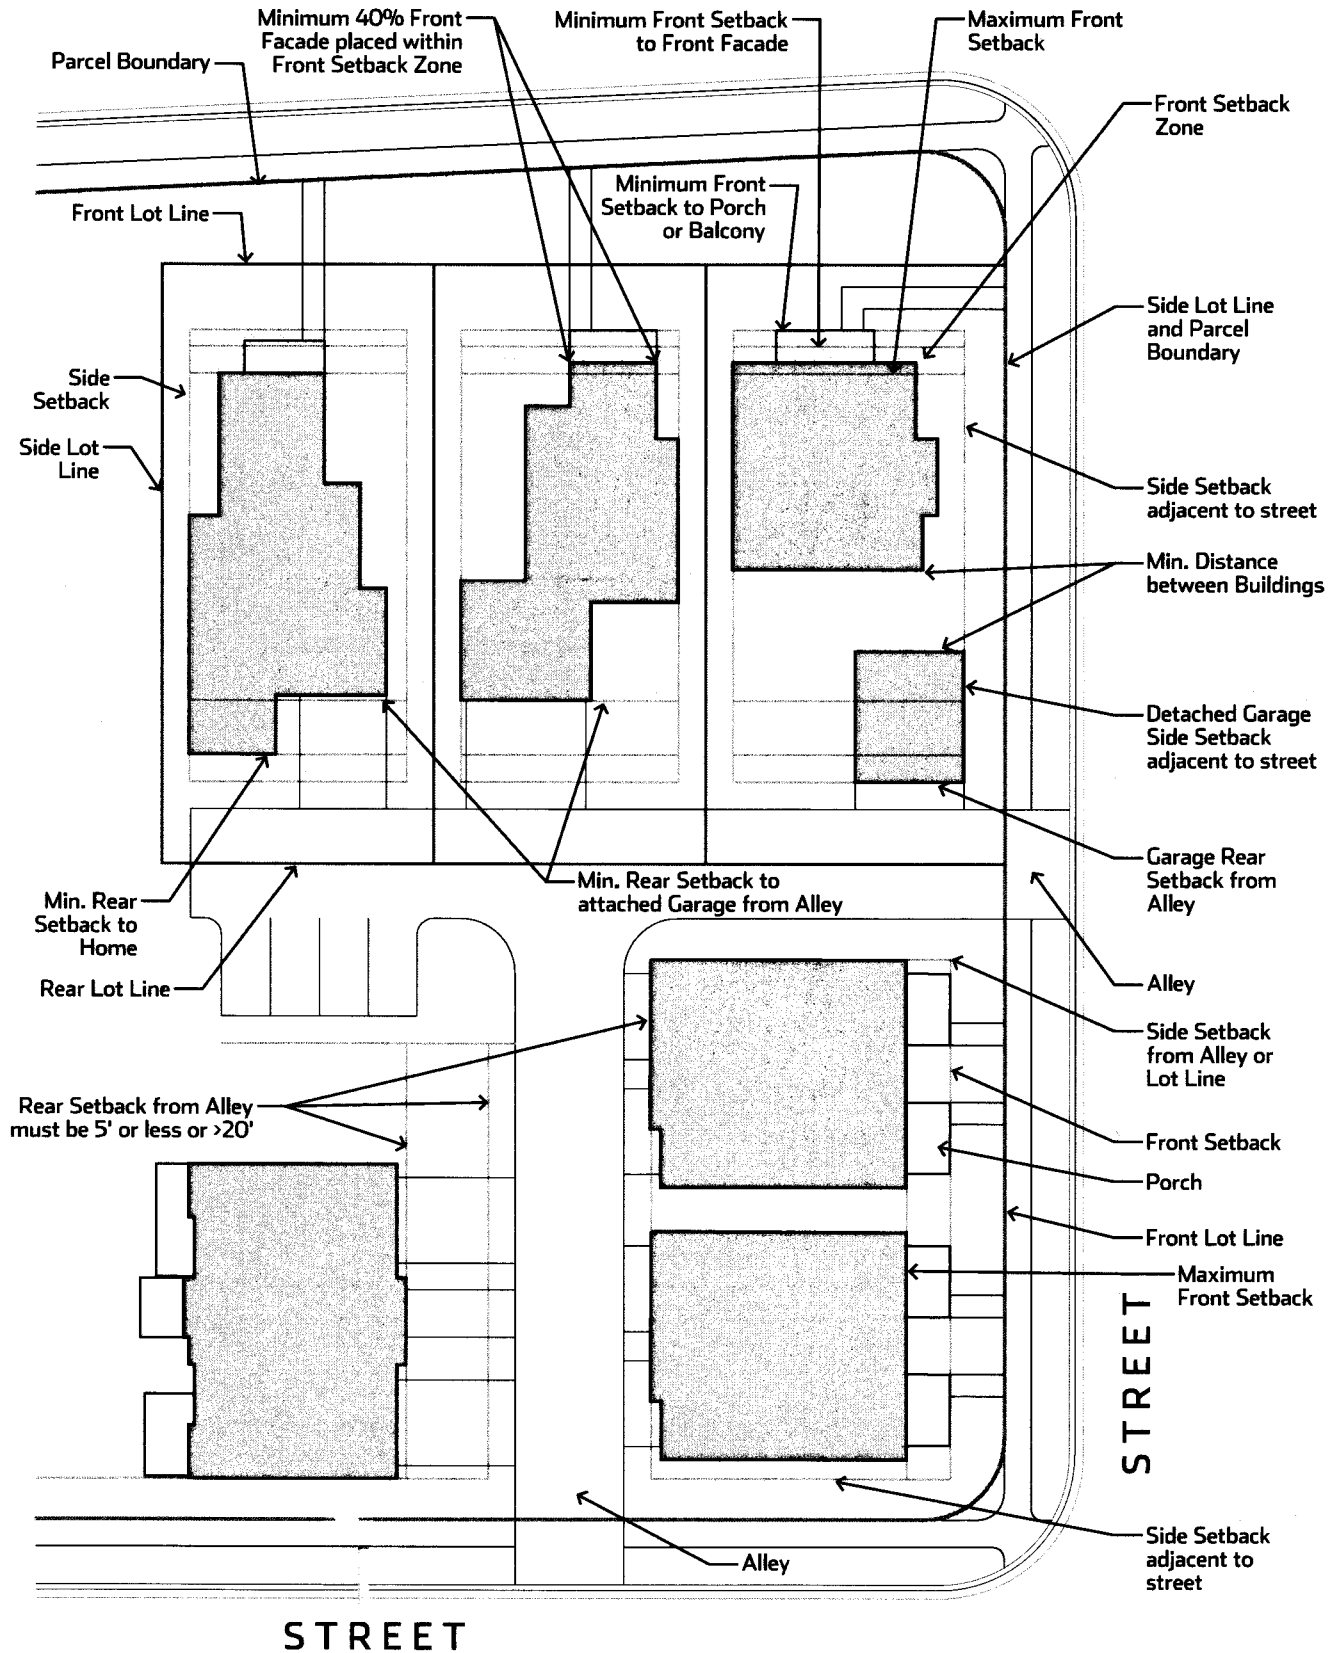 Minimum 40% Front
Facade placed within
Front Setback Zone
Minimum Front Setback
to Front Facade
Maximum Front
Setback
Parcel Boundary
Front Setback
Zone
Minimum Front
Setback to Porch
or Balcony
Front Lot Line
Side Lot Line
and Parcel
Boundary
Side
Setback
Side Lot
Line
Side Setback
adjacent to street
Min. Distance
between Buildings
Detached Garage
Side Setback
adjacent to street
Garage Rear
Setback from
Alley
Min. Rear Setback to
attached Garage from Alley
Min. Rear
Setback to
Home
Rear Lot Line
Alley
Side Setback
from Alley or
Lot Line
Rear Setback from Alley
must be 5' or less or >20'
Front Setback
Porch
Front Lot Line
Maximum
Front Setback
STREET
Side Setback
adjacent to
street
Alley
STREET